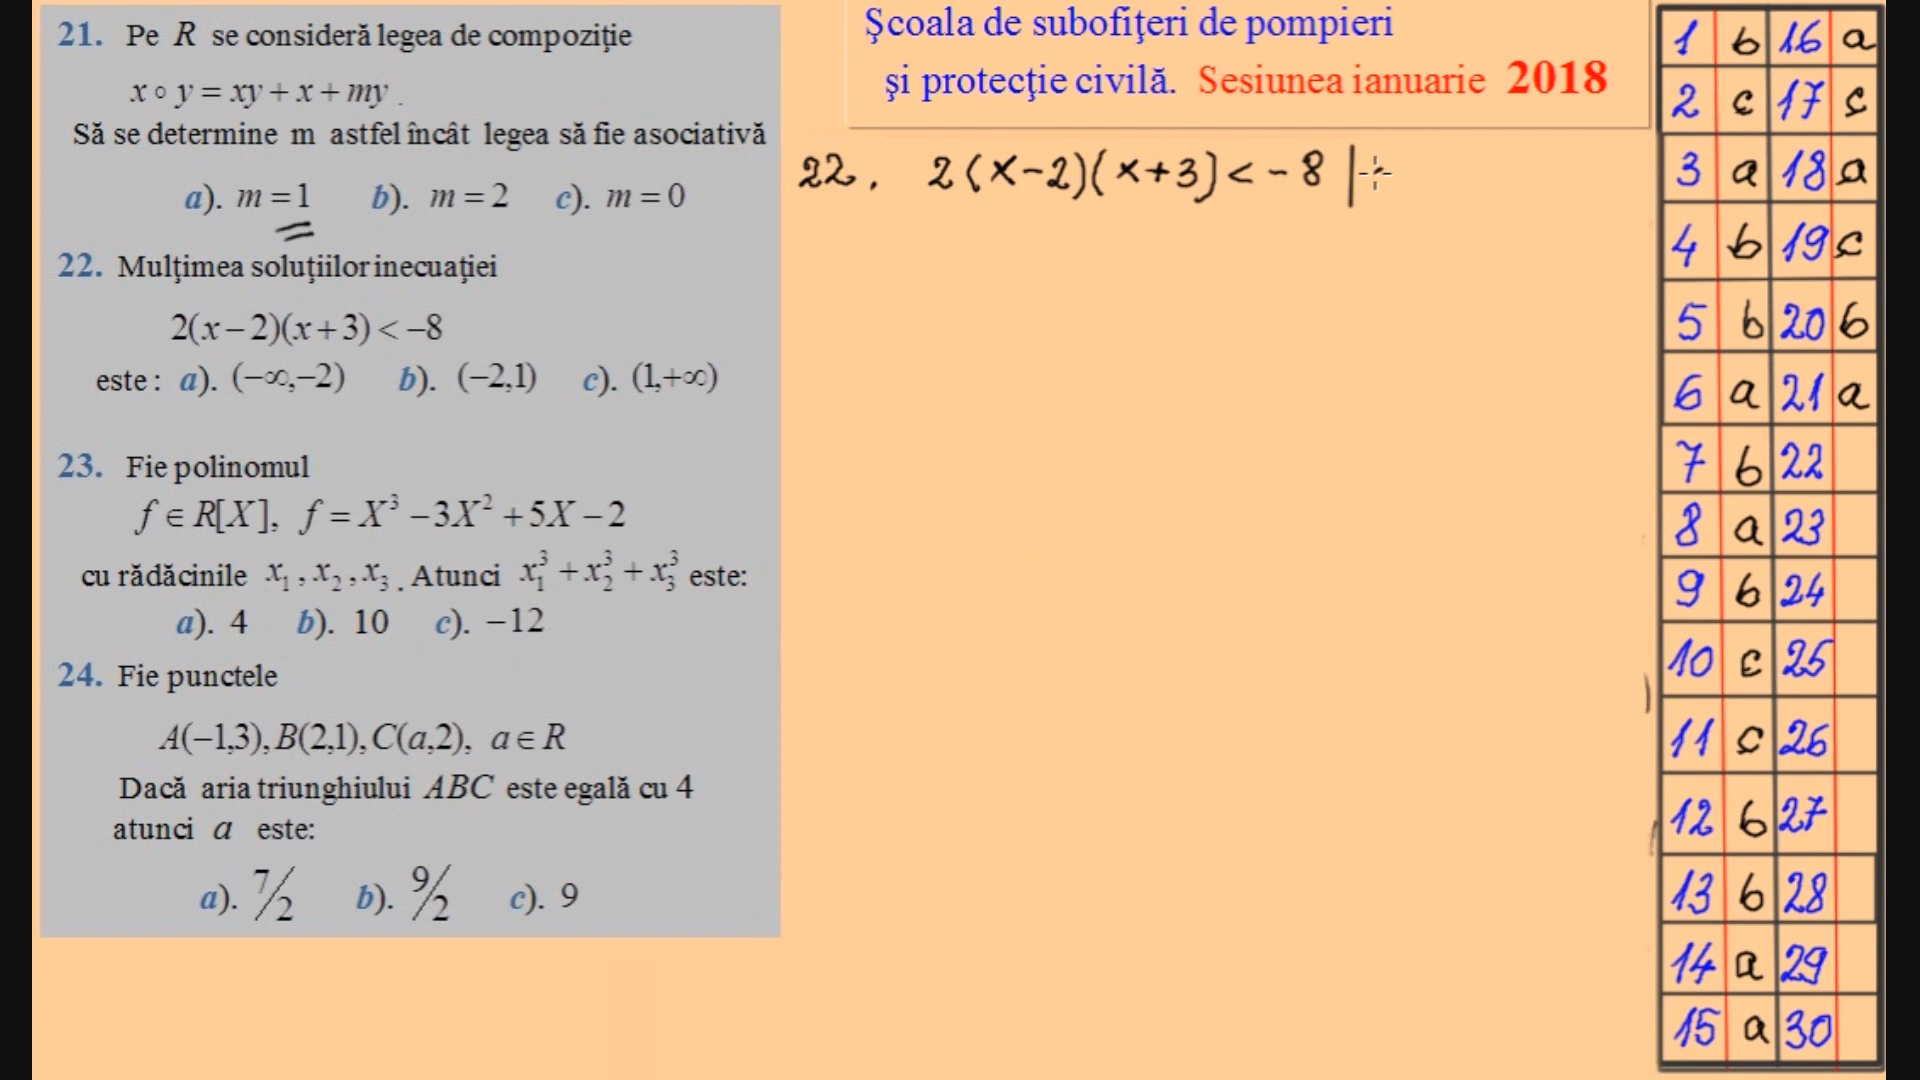 21. Pe R se consideră legea de compoziţie
x ∘ y = xy + x + my .
Să se determine m astfel încât legea să fie asociativă
a). m = 1 b). m = 2 c). m = 0
22. Mulţimea soluţiilor inecuaţiei
2(x − 2)(x + 3) < −8
este : a). (−∞,−2) b). (−2,1) c). (1,+∞)
23. Fie polinomul
f ∈ R[X], f = X³ − 3X² + 5X − 2
cu rădăcinile x₁ , x₂ , x₃ . Atunci x₁³ + x₂³ + x₃³ este:
a). 4 b). 10 c). −12
24. Fie punctele
A(−1,3), B(2,1), C(a,2), a ∈ R
Dacă aria triunghiului ABC este egală cu 4
atunci a este:
a). 7/2 b). 9/2 c). 9
Şcoala de subofiţeri de pompieri
şi protecţie civilă. Sesiunea ianuarie 2018
22. 2(x-2)(x+3) < -8 |
1 b 16 a
2 c 17 c
3 a 18 a
4 b 19 c
5 b 20 b
6 a 21 a
7 b 22
8 a 23
9 b 24
10 c 25
11 c 26
12 b 27
13 b 28
14 a 29
15 a 30